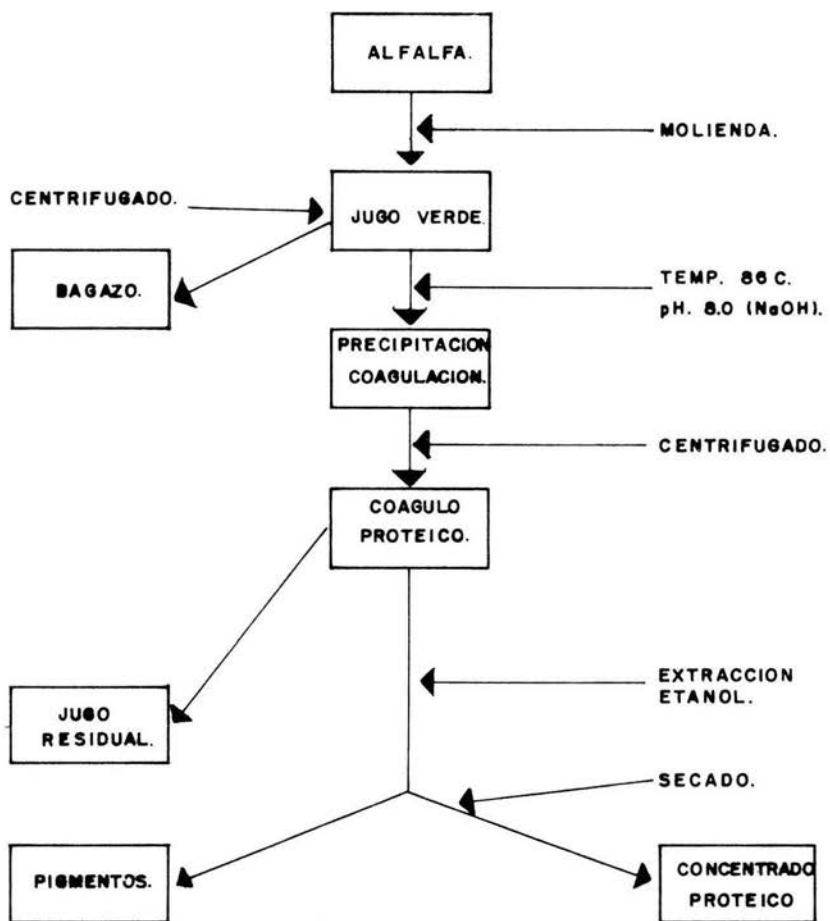 ALFALFA.
MOLIENDA.
CENTRIFUGADO.
JUGO VERDE.
BAGAZO.
TEMP. 86 C.
pH. 8.0 (NaOH).
PRECIPITACION
COAGULACION.
CENTRIFUGADO.
COAGULO
PROTEICO.
EXTRACCION
ETANOL.
JUGO
RESIDUAL.
SECADO.
PIGMENTOS.
CONCENTRADO
PROTEICO